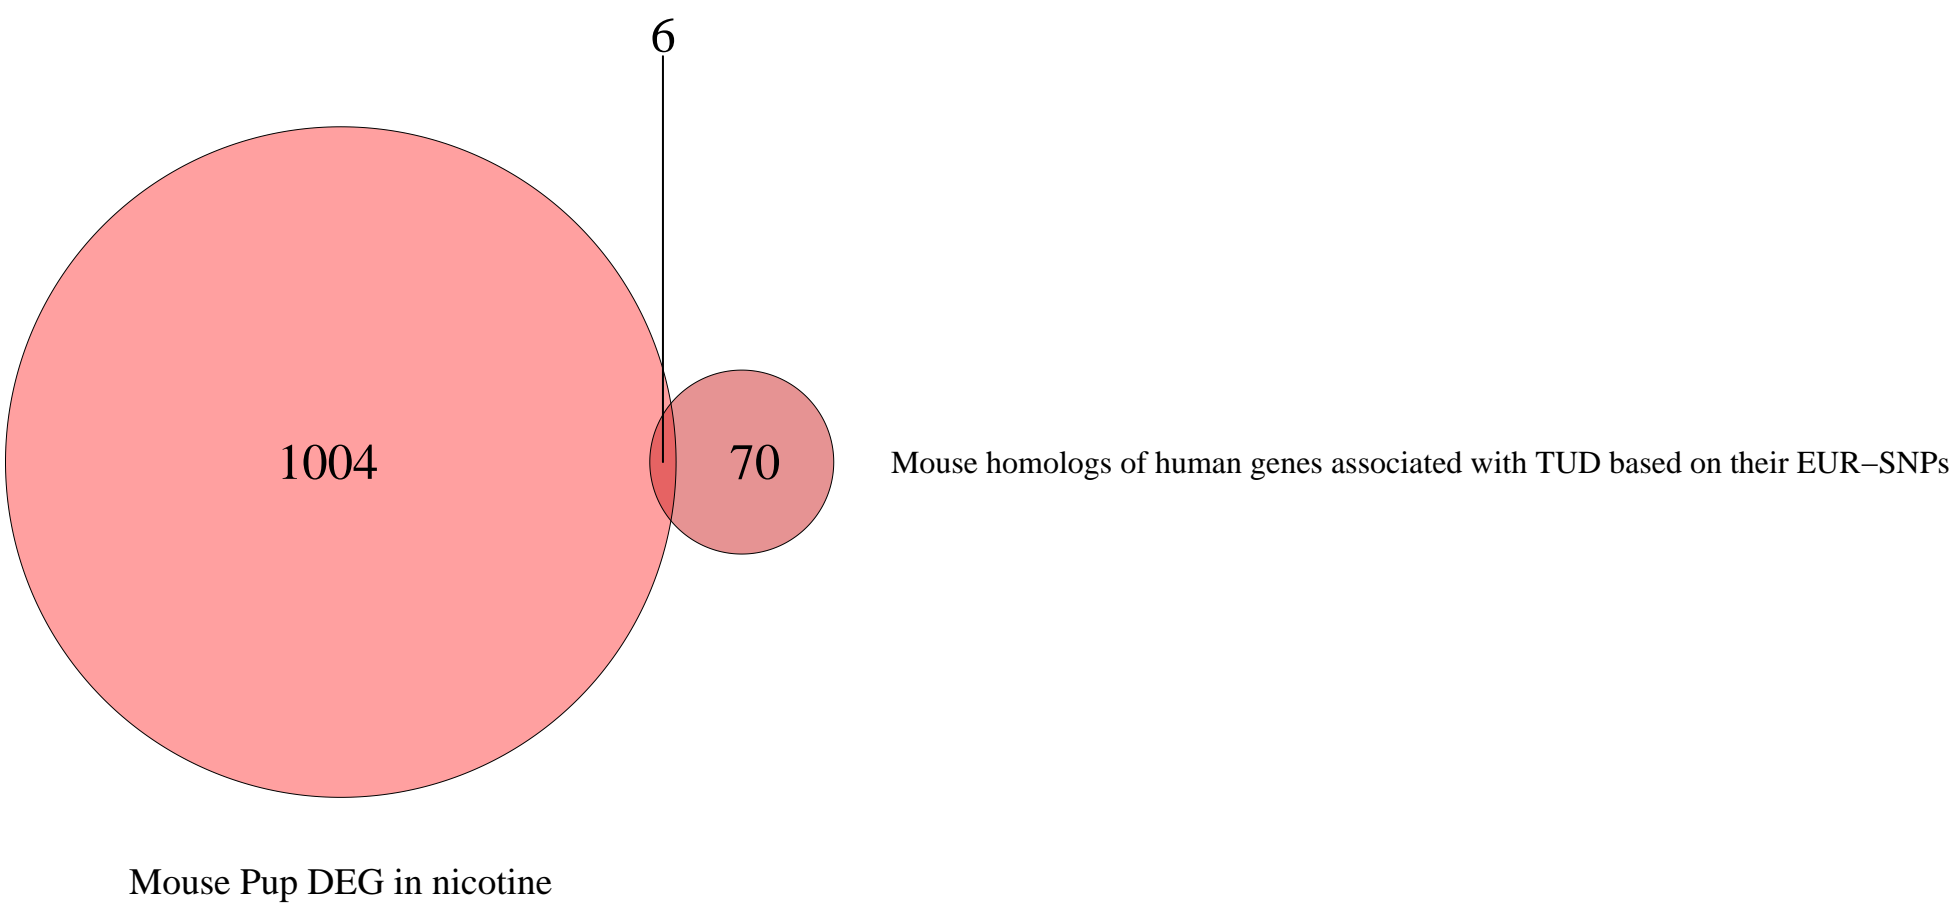 6
1004
70
Mouse homologs of human genes associated with TUD based on their EUR–SNPs
Mouse Pup DEG in nicotine